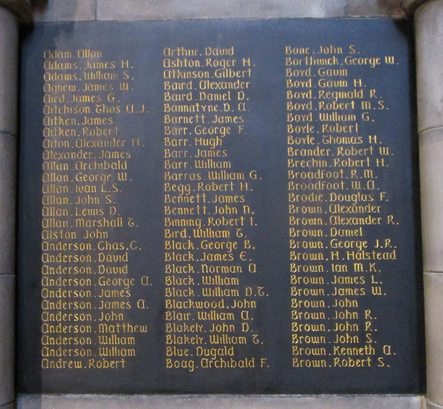 Adam. Allan
Adams. James H.
Adams. William S.
Agnew. James W.
Aird. James G.
Aitchison. Thos A.J.
Aitken. James
Aitken. Robert
Aiton. Alexander H.
Alexander. James
Allan. Archibald
Allan. George W.
Allan. Ivan L.S.
Allan. John S.
Allan. Lewis D.
Allan. Marshall T.
Alston. John
Anderson. Chas. C.
Anderson. David
Anderson. David
Anderson. George A.
Anderson. James
Anderson. James A.
Anderson. John
Anderson. Matthew
Anderson. William
Anderson. William
Andrew. Robert
Arthur. David
Ashton. Roger H.
Atkinson. Gilbert
Baird. Alexander
Baird. Daniel D.
Bannatyne. D. A.
Barnett. James
Barr. George F.
Barr. Hugh
Barr. James
Barr. William
Barras. William G.
Begg. Robert H.
Bennett. James
Bennett. John N.
Binning. Robert I.
Bird. William T.
Black. George B.
Black. James E.
Black. Norman A.
Black. William
Black. William D.T.
Blackwood. John
Blair. William A.
Blakely. John D.
Blakely. William T.
Blue. Dugald
Boag. Archibald F.
Bone. John S.
Borthwick. George W.
Boyd. Gavin
Boyd. Gavin H.
Boyd. Reginald R.
Boyd. Robert M.S.
Boyd. William G.
Boyle. Robert
Boyle. Thomas H.
Brander. Robert W.
Brechin. Robert H.
Broadfoot. R.M.
Broadfoot. W.A.
Brodie. Douglas F.
Brown. Alexander
Brown. Alexander R.
Brown. Daniel
Brown. George J.R.
Brown. H. Halstead
Brown. Ian M.K.
Brown. James L.
Brown. James W.
Brown. John
Brown. John R.
Brown. John R.
Brown. John S.
Brown. Kenneth A.
Brown. Robert S.